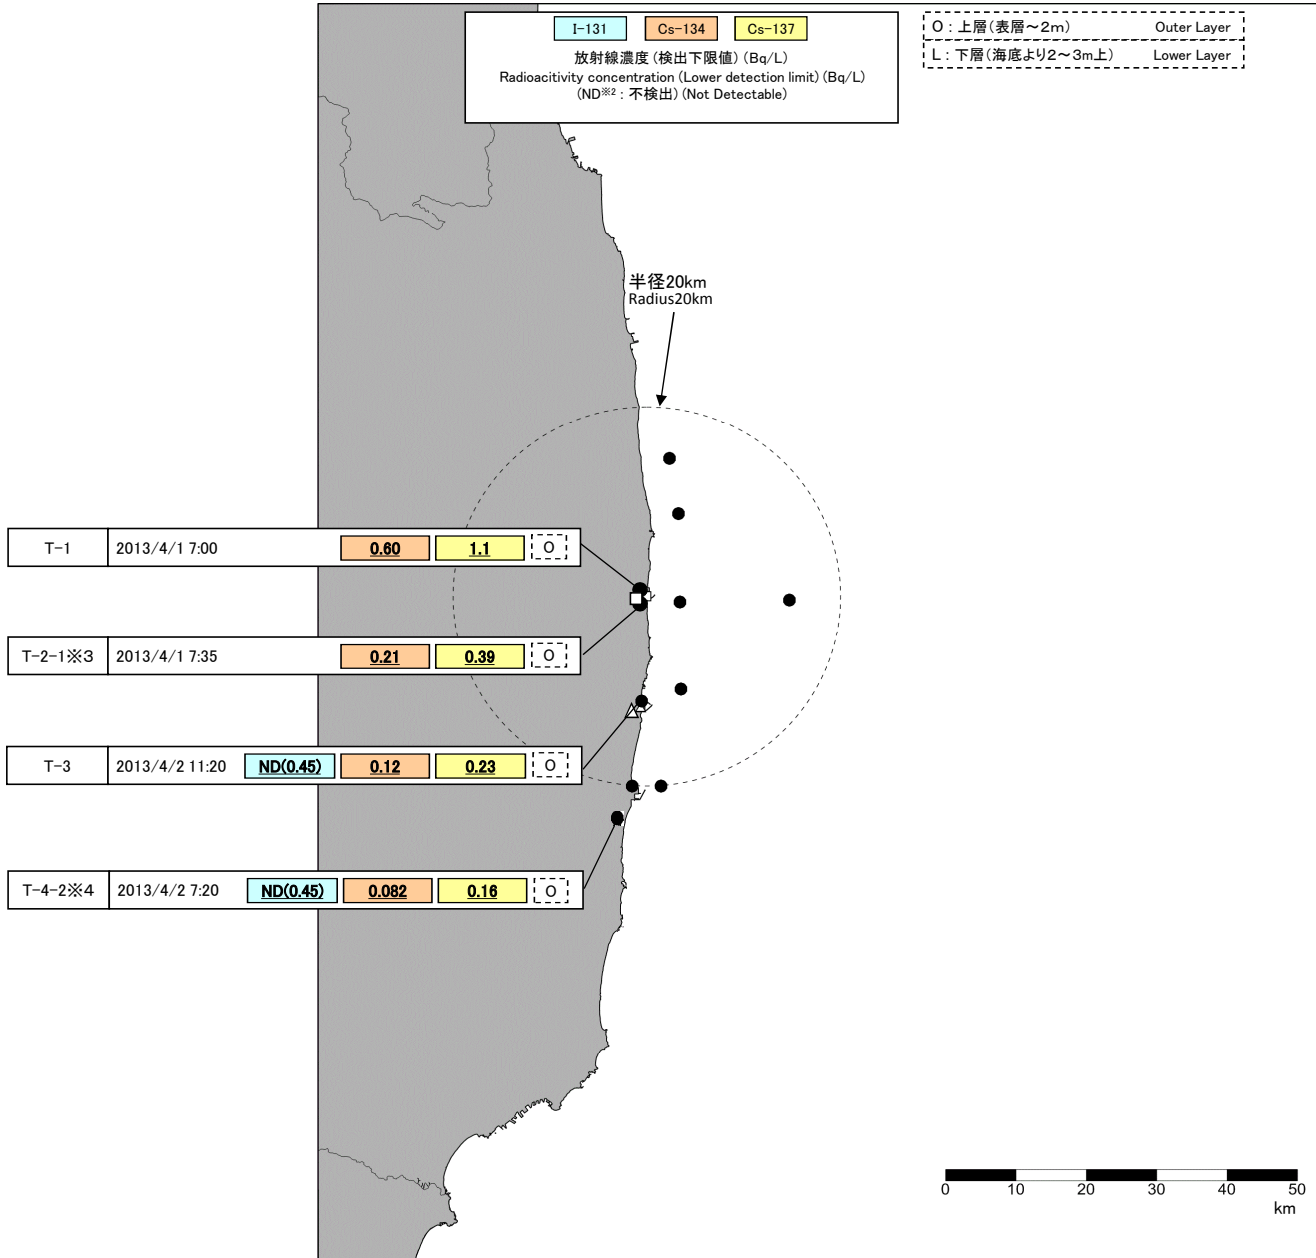 I-131 Cs-134 Cs-137
放射線濃度(検出下限値)(Bq/L)
Radioacitivity concentration(Lower detection limit)(Bq/L)
(ND※2:不検出)(Not Detectable)
O:上層(表層~2m) Outer Layer
L:下層(海底より2~3m上) Lower Layer
半径20km
Radius20km
T-1 2013/4/1 7:00 0.60 1.1 O
T-2-1※3 2013/4/1 7:35 0.21 0.39 O
T-3 2013/4/2 11:20 ND(0.45) 0.12 0.23 O
T-4-2※4 2013/4/2 7:20 ND(0.45) 0.082 0.16 O
0 10 20 30 40 50
km